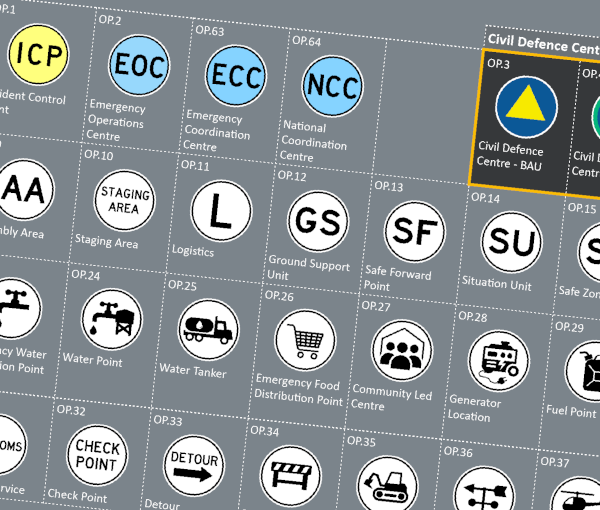 OP.1
ICP
ident Control
OP.2
EOC
Emergency
Operations
Centre
OP.63
ECC
Emergency
Coordination
Centre
OP.64
NCC
National
Coordination
Centre
Civil Defence Cent
OP.3
Civil Defence
Centre - BAU
OP.4
Civil D
Centr
AA
mbly Area
OP.10
STAGING
AREA
Staging Area
OP.11
L
Logistics
OP.12
GS
Ground Support
Unit
OP.13
SF
Safe Forward
Point
OP.14
SU
Situation Unit
OP.15
S
Safe Zon
ncy Water
ion Point
OP.24
Water Point
OP.25
Water Tanker
OP.26
Emergency Food
Distribution Point
OP.27
Community Led
Centre
OP.28
Generator
Location
OP.29
Fuel Point
OMS
ervice
OP.32
CHECK
POINT
Check Point
OP.33
DETOUR
Detour
OP.34
OP.35
OP.36
OP.37